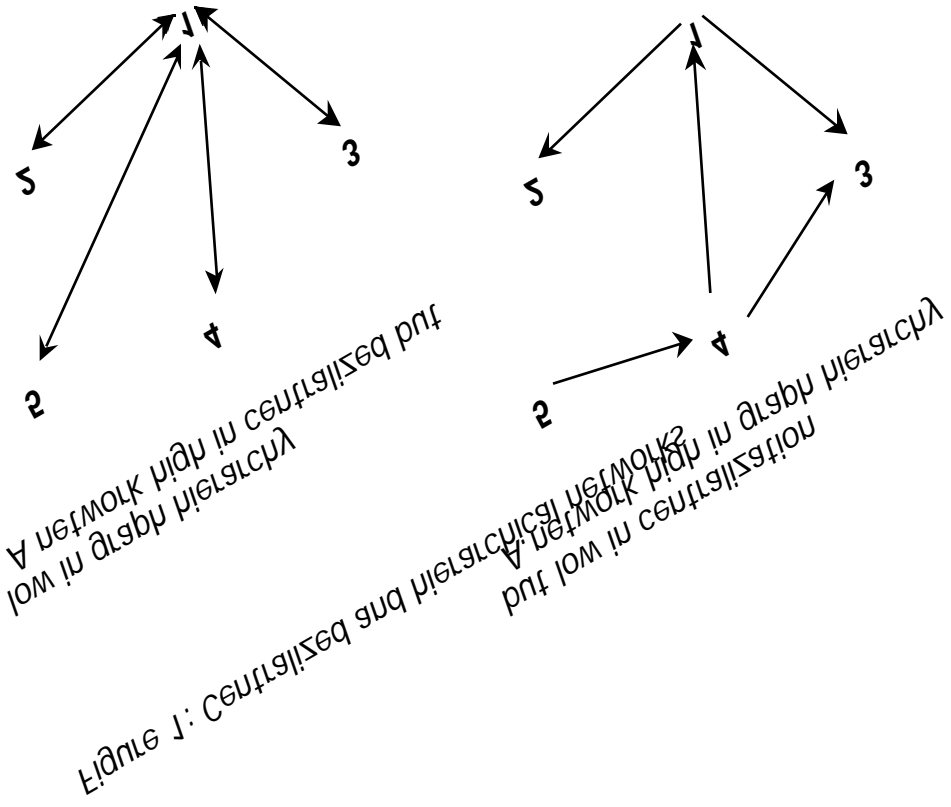 1
2
3
4
5
A network high in centralized but
low in graph hierarchy
1
2
3
4
5
A network high in graph hierarchy
but low in centralization
Figure 1: Centralized and hierarchical networks